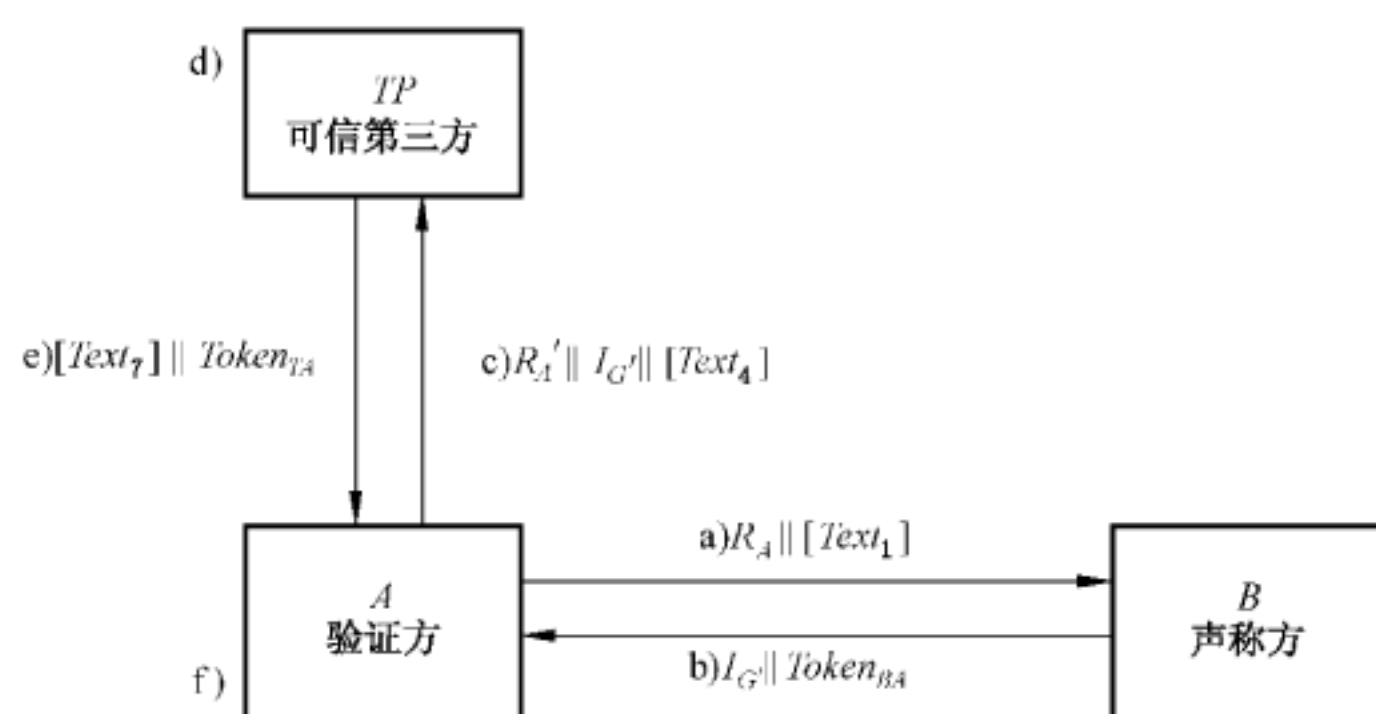 d)
TP
可信第三方
e)[Text₇]‖ Token_TA
c)R_A′‖ I_G′‖ [Text₄]
a)R_A‖[Text₁]
A
验证方
B
声称方
b)I_G′‖ Token_BA
f)